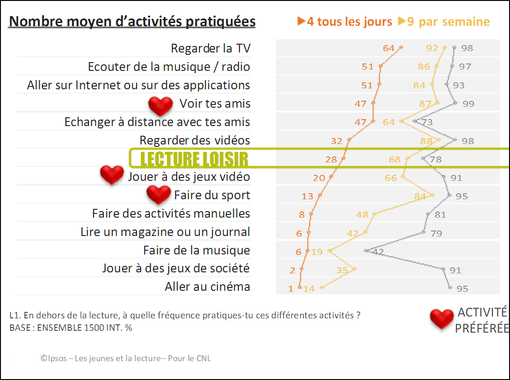 Nombre moyen d'activités pratiquées
4 tous les jours
9 par semaine
Regarder la TV 64 92 98
Ecouter de la musique / radio 51 86 97
Aller sur Internet ou sur des applications 51 84 93
Voir tes amis 47 87 99
Echanger à distance avec tes amis 47 64 73
Regarder des vidéos 32 98
LECTURE LOISIR 28 68 78
Jouer à des jeux vidéo 20 66 91
Faire du sport 13 84 95
Faire des activités manuelles 8 48 81
Lire un magazine ou un journal 6 42 79
Faire de la musique 6 19 42
Jouer à des jeux de société 2 35 91
Aller au cinéma 1 14 95
L1. En dehors de la lecture, à quelle fréquence pratiques-tu ces différentes activités ?
BASE : ENSEMBLE 1500 INT. %
ACTIVITÉ
PRÉFÉRÉE
©Ipsos – Les jeunes et la lecture – Pour le CNL